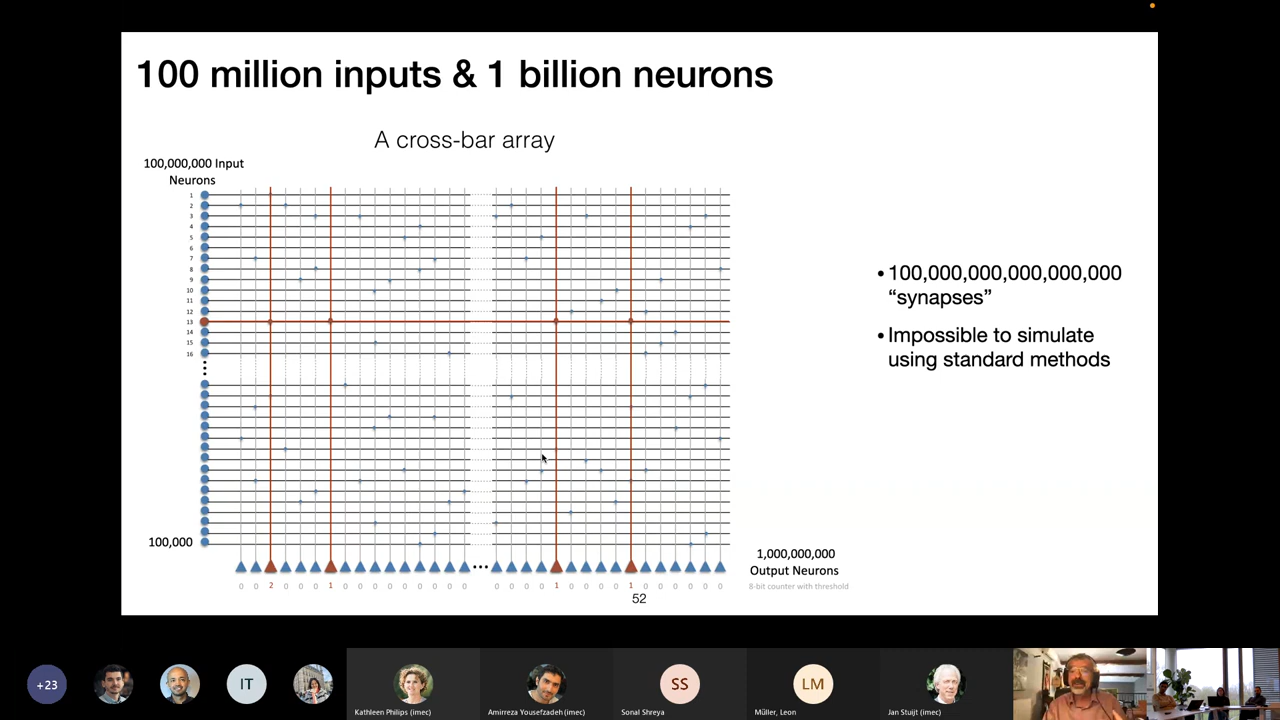 100 million inputs & 1 billion neurons
A cross-bar array
100,000,000 Input
Neurons
1
2
3
4
5
6
7
8
9
10
11
12
13
14
15
16
100,000
• 100,000,000,000,000,000
“synapses”
• Impossible to simulate
using standard methods
1,000,000,000
Output Neurons
8-bit counter with threshold
0 0 2 0 0 0 1 0 0 0 0 0 0 0 0 0 0 0 0 0 1 0 0 0 0 1 0 0 0 0 0 0
52
+23
IT
SS
LM
Kathleen Philips (imec)
Amirreza Yousefzadeh (imec)
Sonal Shreya
Müller, Leon
Jan Stuijt (imec)